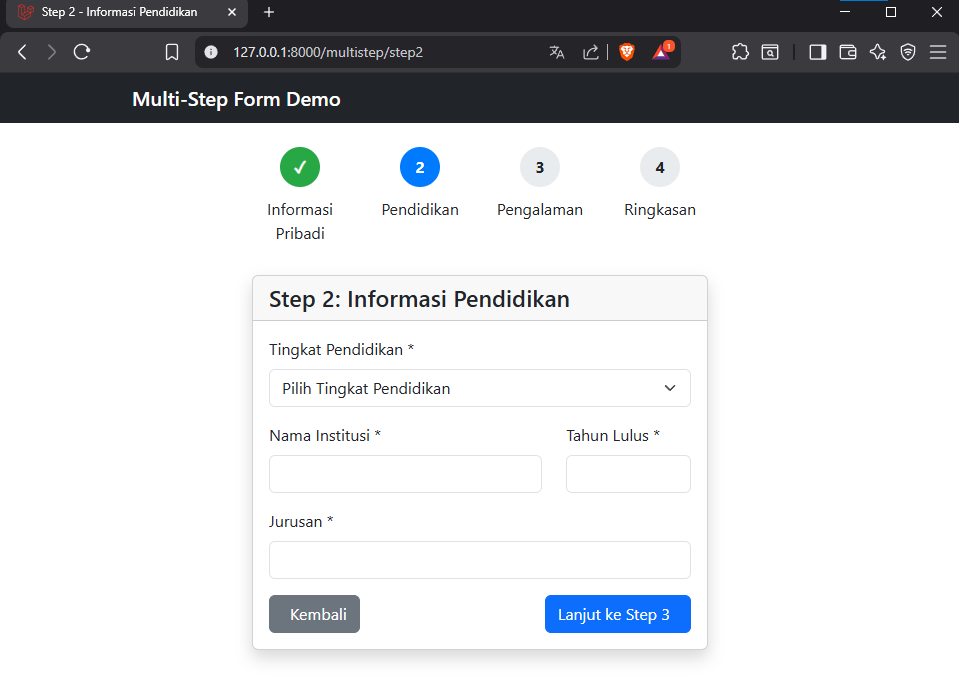 Step 2 - Informasi Pendidikan
127.0.0.1:8000/multistep/step2
1
Multi-Step Form Demo
✓ 2 3 4
Informasi Pribadi Pendidikan Pengalaman Ringkasan
Step 2: Informasi Pendidikan
Tingkat Pendidikan *
Pilih Tingkat Pendidikan
Nama Institusi * Tahun Lulus *
Jurusan *
Kembali Lanjut ke Step 3